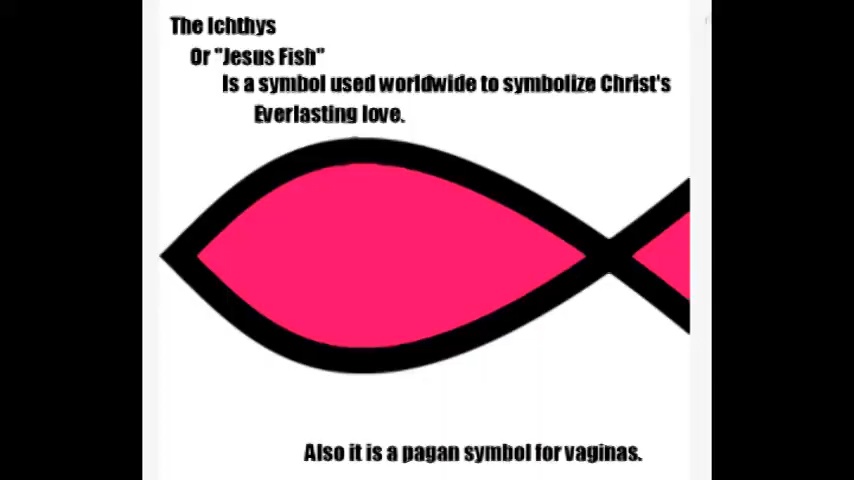 The Ichthys
Or "Jesus Fish"
Is a symbol used worldwide to symbolize Christ's
Everlasting love.
Also it is a pagan symbol for vaginas.